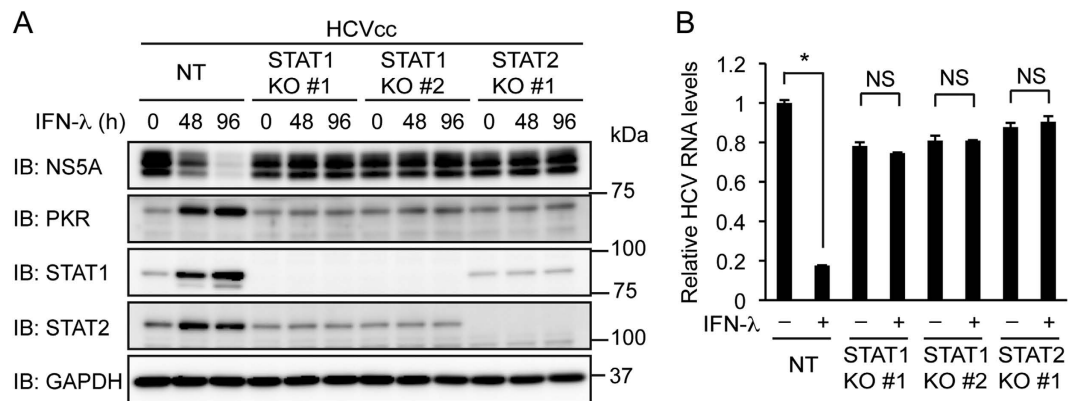 A
HCVcc
NT
STAT1 KO #1
STAT1 KO #2
STAT2 KO #1
IFN-λ (h) 0 48 96 0 48 96 0 48 96 0 48 96 kDa
IB: NS5A
75
IB: PKR
100
IB: STAT1
75
IB: STAT2
100
IB: GAPDH
37
B
Relative HCV RNA levels
1.2
1
0.8
0.6
0.4
0.2
0
* NS NS NS
IFN-λ − + − + − + − +
NT
STAT1 KO #1
STAT1 KO #2
STAT2 KO #1